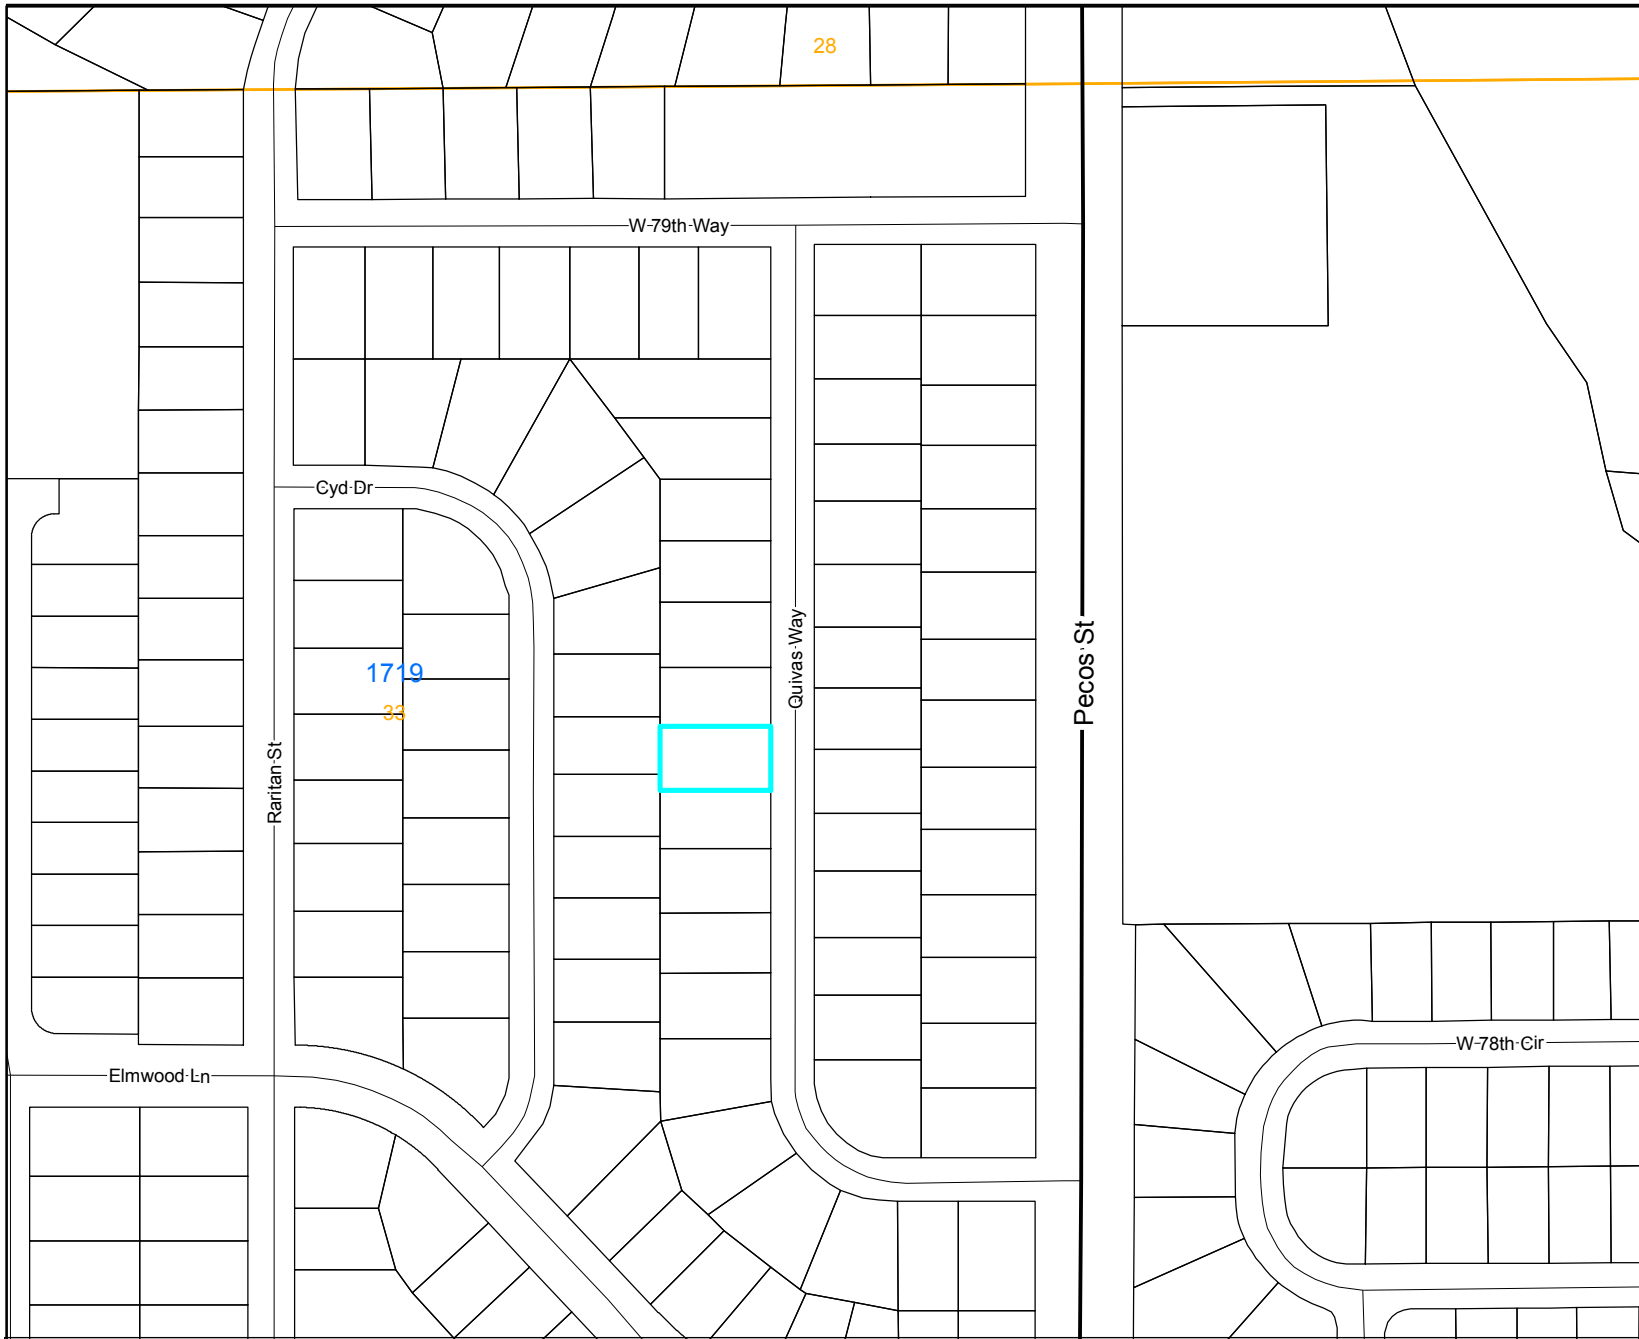 28
W 79th Way
Cyd Dr
Quivas Way
Pecos St
1719
33
Raritan St
W 78th Cir
Elmwood Ln